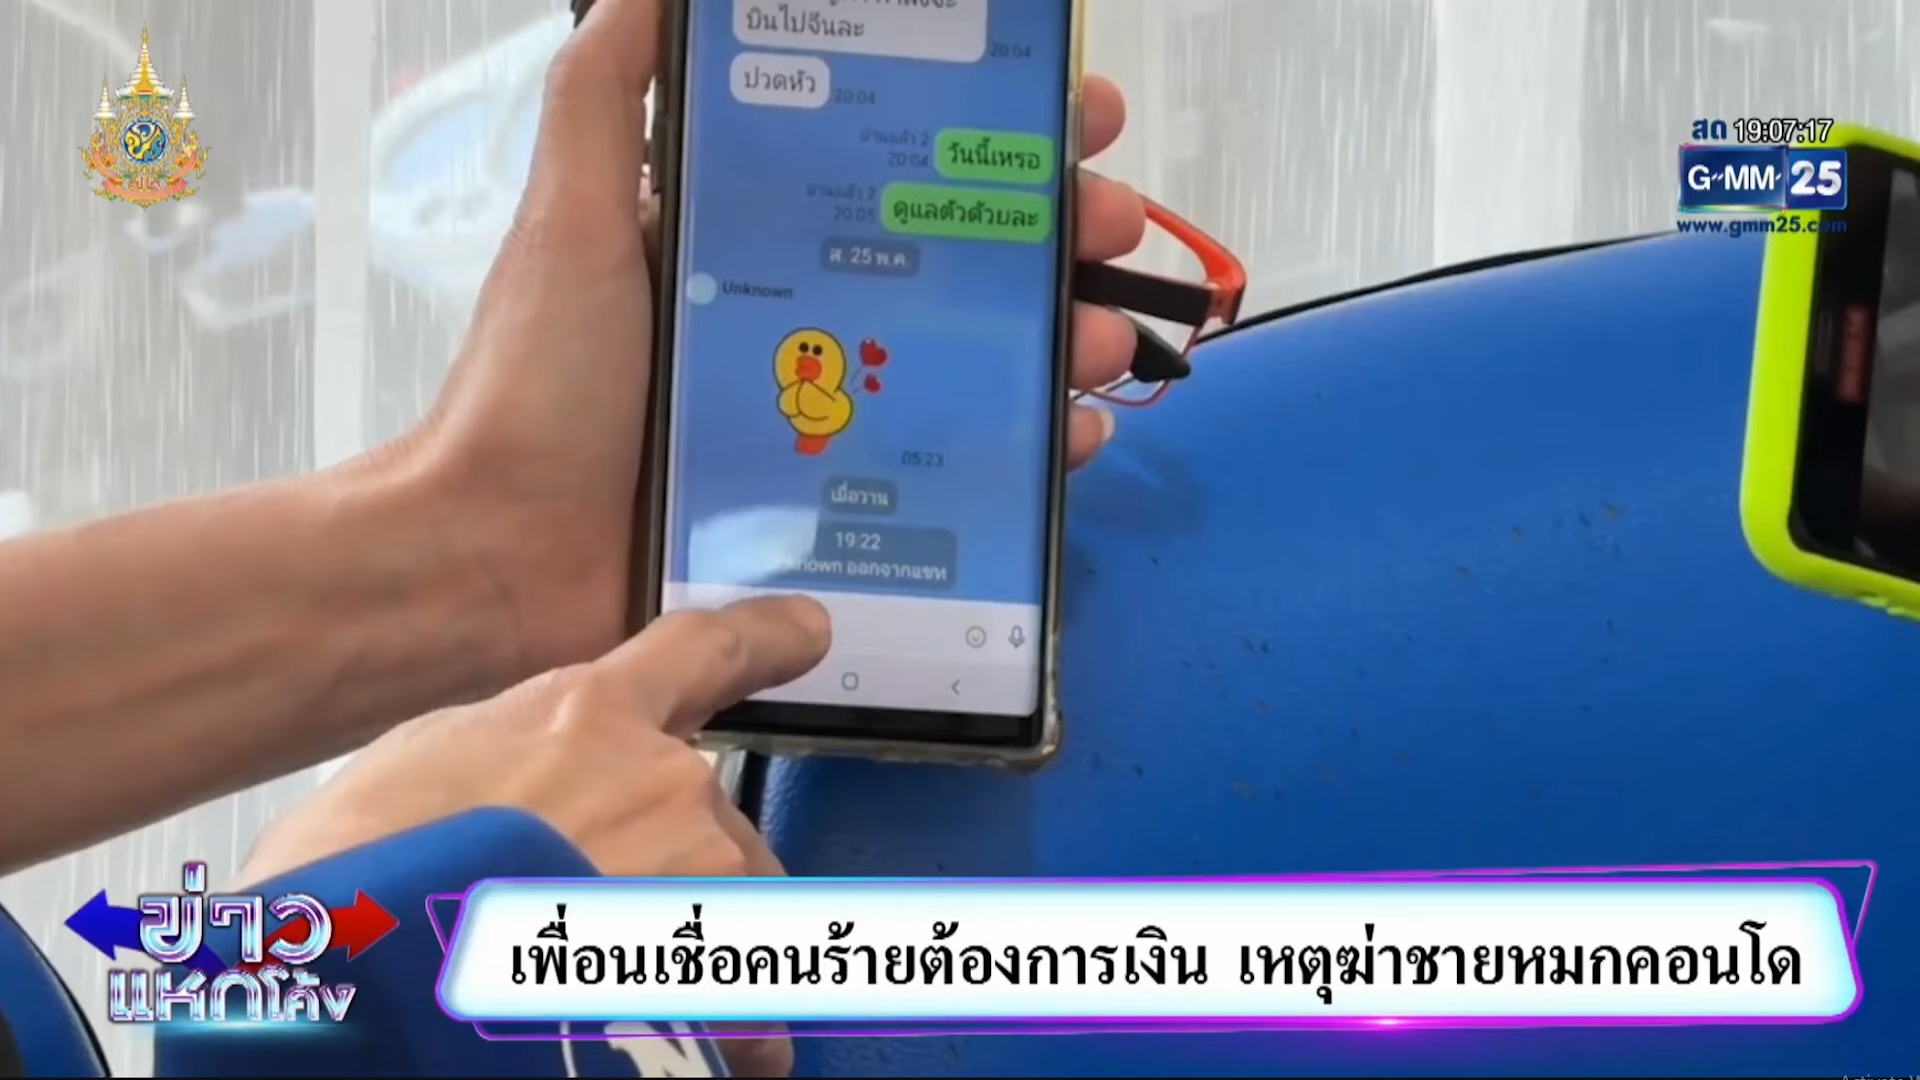 บินไปจีนละ
20:04
ปวดหัว
20:04
อ่านแล้ว 2
20:04
วันนี้เหรอ
อ่านแล้ว 2
20:05
ดูแลตัวด้วยละ
ส. 25 พ.ค.
Unknown
05:23
เมื่อวาน
19:22
ออกจากแชท
สด 19:07:17
GMM 25
www.gmm25.com
ข่าว
แหกโค้ง
เพื่อนเชื่อคนร้ายต้องการเงิน เหตุฆ่าชายหมกคอนโด